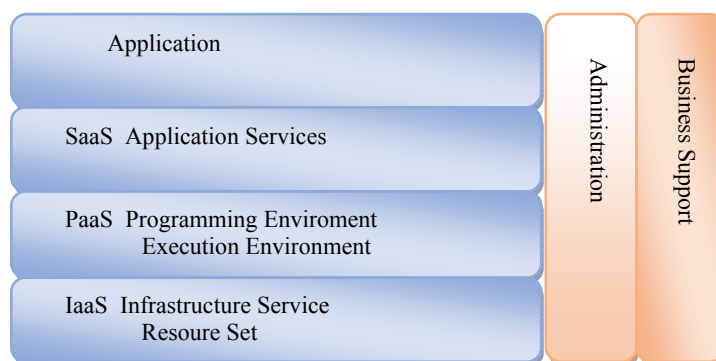 Application
SaaS Application Services
PaaS Programming Enviroment
Execution Environment
IaaS Infrastructure Service
Resoure Set
Administration
Business Support